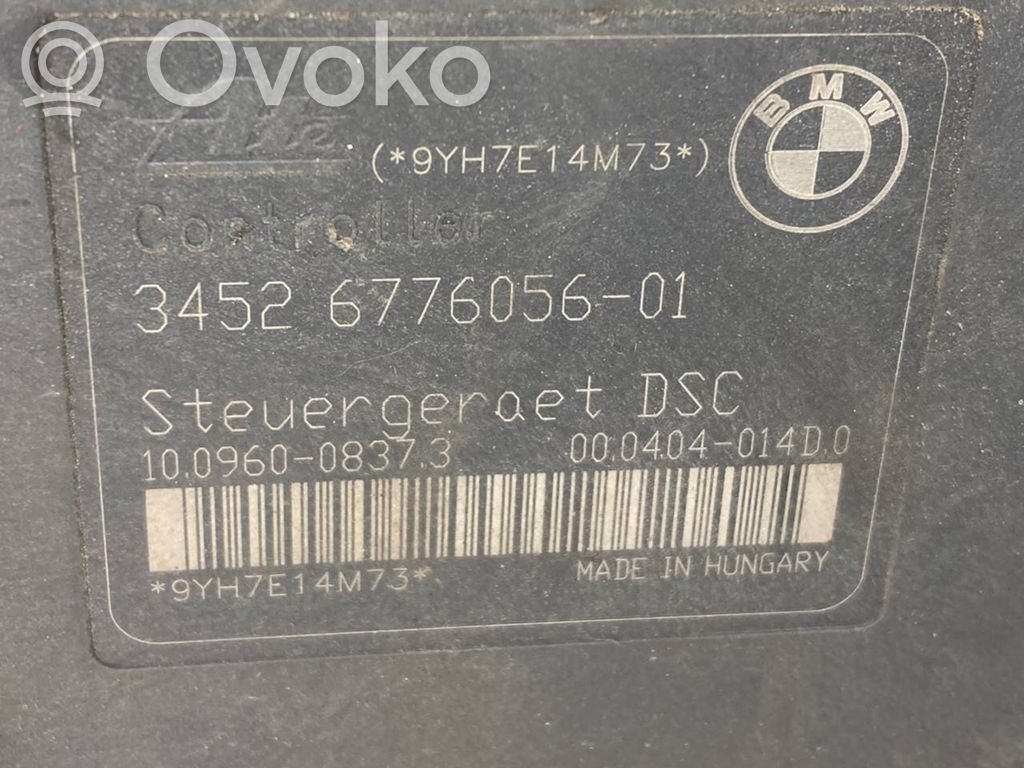 Ovoko
Ate
(*9YH7E14M73*)
BMW
Controller
3452 6776056-01
Steuergeraet DSC
10.0960-0837.3 00.0404-014D.0
*9YH7E14M73* MADE IN HUNGARY